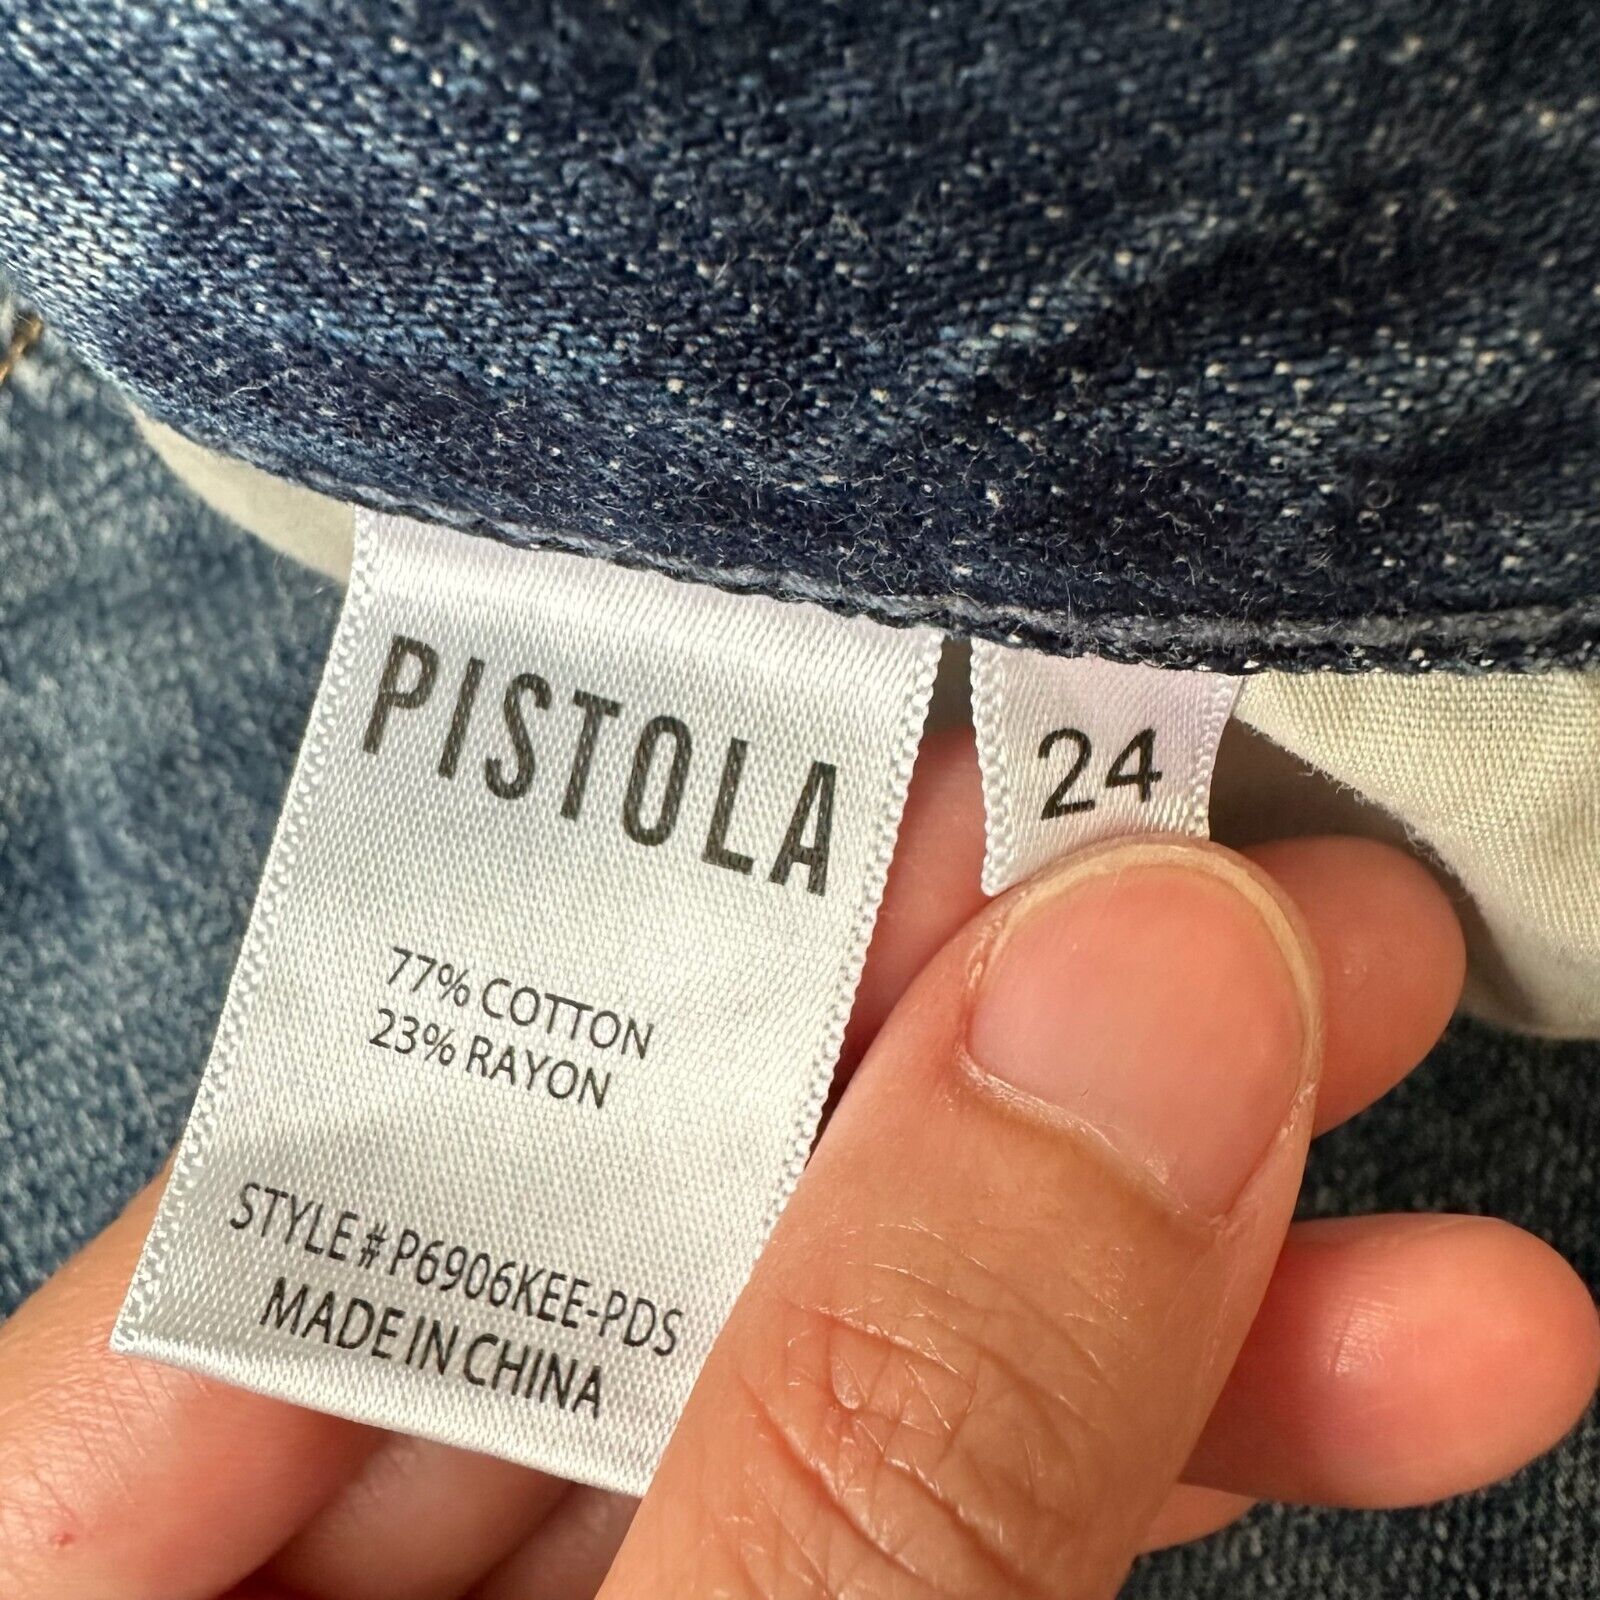 PISTOLA
24
77% COTTON
23% RAYON
STYLE # P6906KEE-PDS
MADE IN CHINA